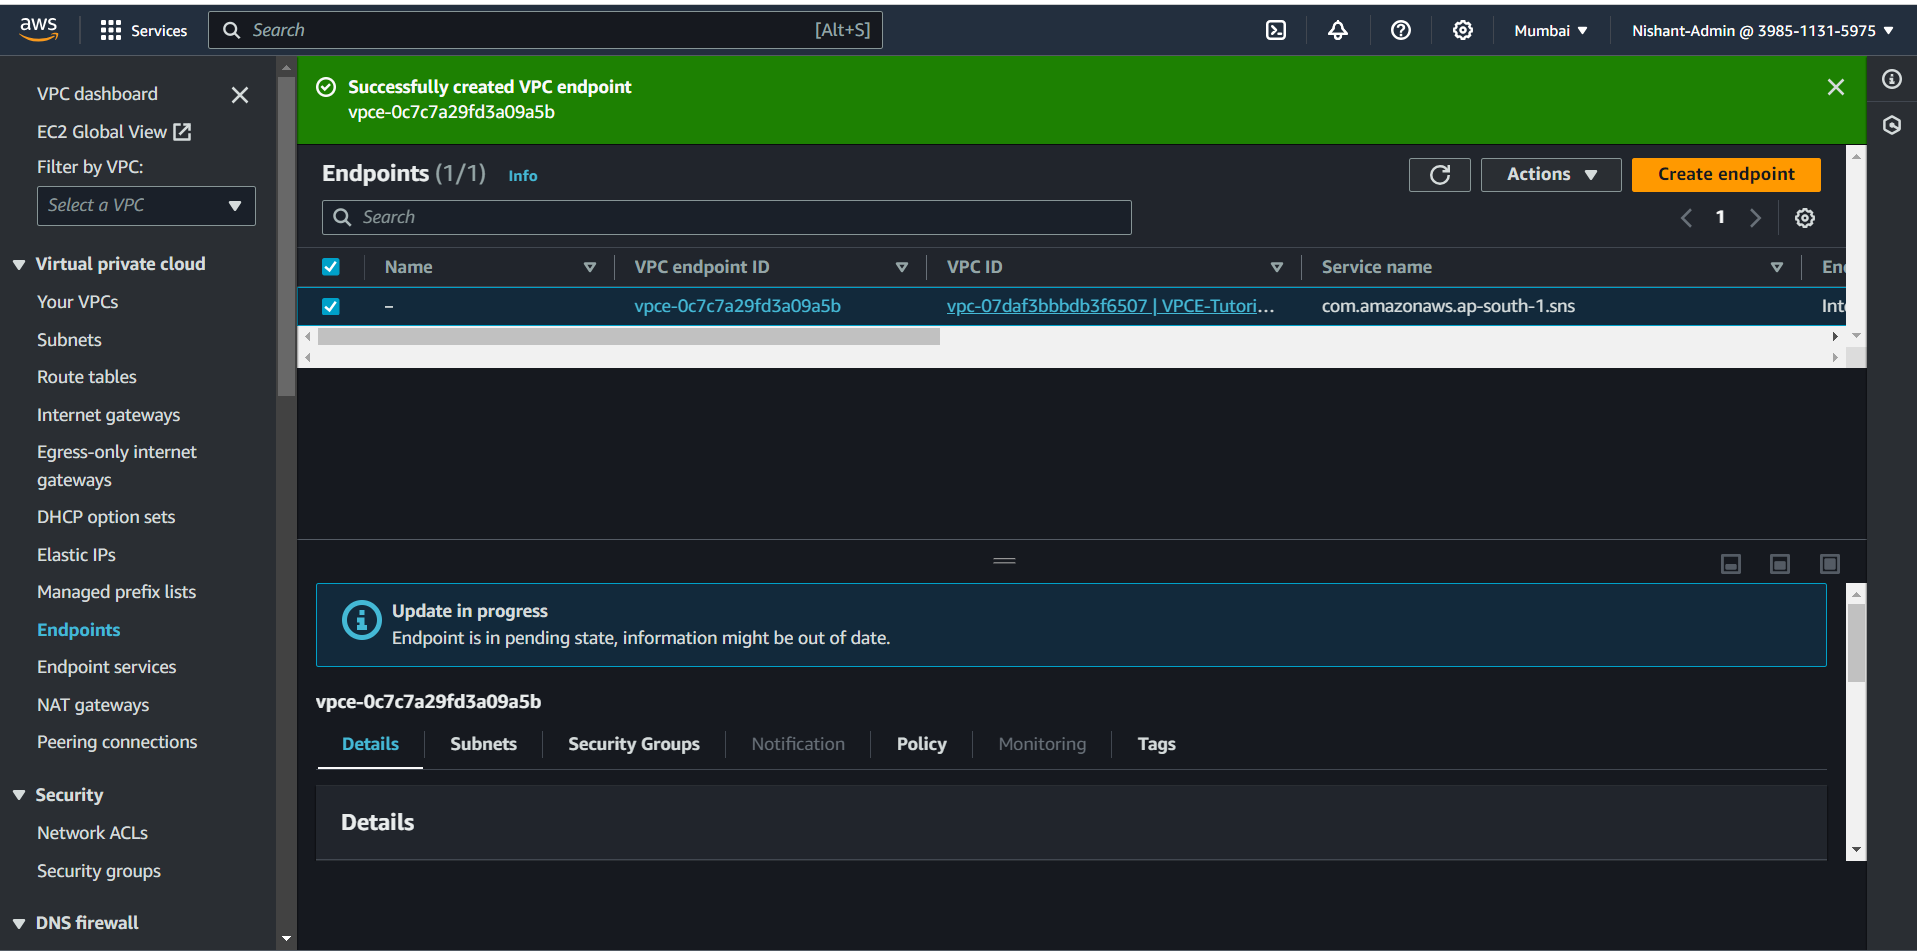 aws
Services
Search [Alt+S]
Mumbai
Nishant-Admin @ 3985-1131-5975
VPC dashboard
EC2 Global View
Filter by VPC:
Select a VPC
Virtual private cloud
Your VPCs
Subnets
Route tables
Internet gateways
Egress-only internet
gateways
DHCP option sets
Elastic IPs
Managed prefix lists
Endpoints
Endpoint services
NAT gateways
Peering connections
Security
Network ACLs
Security groups
DNS firewall
Successfully created VPC endpoint
vpce-0c7c7a29fd3a09a5b
Endpoints (1/1) Info
Actions
Create endpoint
Search
1
Name VPC endpoint ID VPC ID Service name En
– vpce-0c7c7a29fd3a09a5b vpc-07daf3bbbdb3f6507 | VPCE-Tutori... com.amazonaws.ap-south-1.sns Int
Update in progress
Endpoint is in pending state, information might be out of date.
vpce-0c7c7a29fd3a09a5b
Details Subnets Security Groups Notification Policy Monitoring Tags
Details